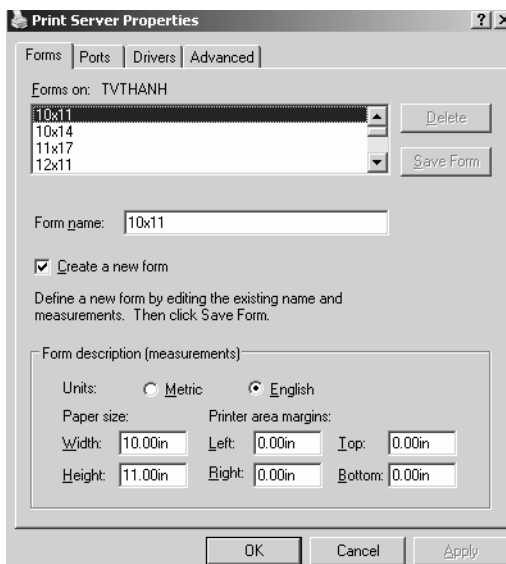 Print Server Properties
Forms Ports Drivers Advanced
Forms on: TVTHANH
10x11
10x14
11x17
12x11
Delete
Save Form
Form name: 10x11
Create a new form
Define a new form by editing the existing name and
measurements. Then click Save Form.
Form description (measurements)
Units: Metric English
Paper size: Printer area margins:
Width: 10.00in Left: 0.00in Top: 0.00in
Height: 11.00in Right: 0.00in Bottom: 0.00in
OK Cancel Apply